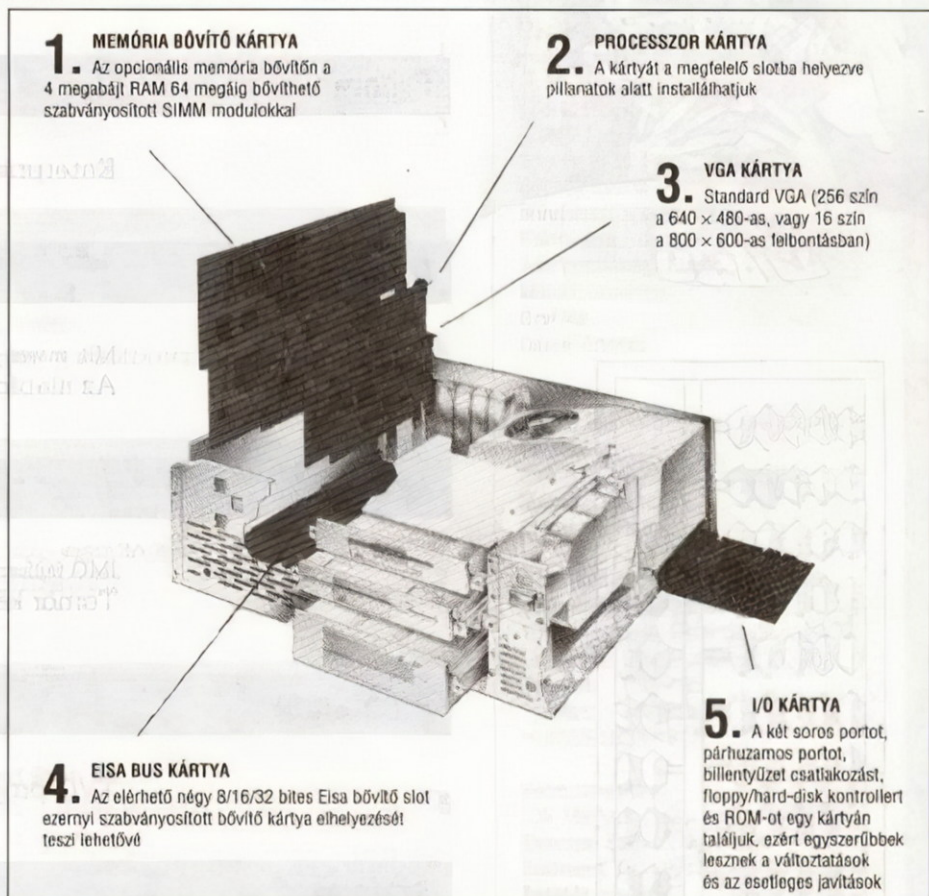 1. MEMÓRIA BŐVÍTŐ KÁRTYA
Az opcionális memória bővítőn a
4 megabájt RAM 64 megáig bővíthető
szabványosított SIMM modulokkal
2. PROCESSZOR KÁRTYA
A kártyát a megfelelő slotba helyezve
pillanatok alatt installálhatjuk
3. VGA KÁRTYA
Standard VGA (256 szín
a 640 × 480-as, vagy 16 szín
a 800 × 600-as felbontásban)
4. EISA BUS KÁRTYA
Az elérhető négy 8/16/32 bites Eisa bővítő slot
ezernyi szabványosított bővítő kártya elhelyezését
teszi lehetővé
5. I/O KÁRTYA
A két soros portot,
párhuzamos portot,
billentyűzet csatlakozást,
floppy/hard-disk kontrollert
és ROM-ot egy kártyán
találjuk, ezért egyszerűbbek
lesznek a változtatások
és az esetleges javítások